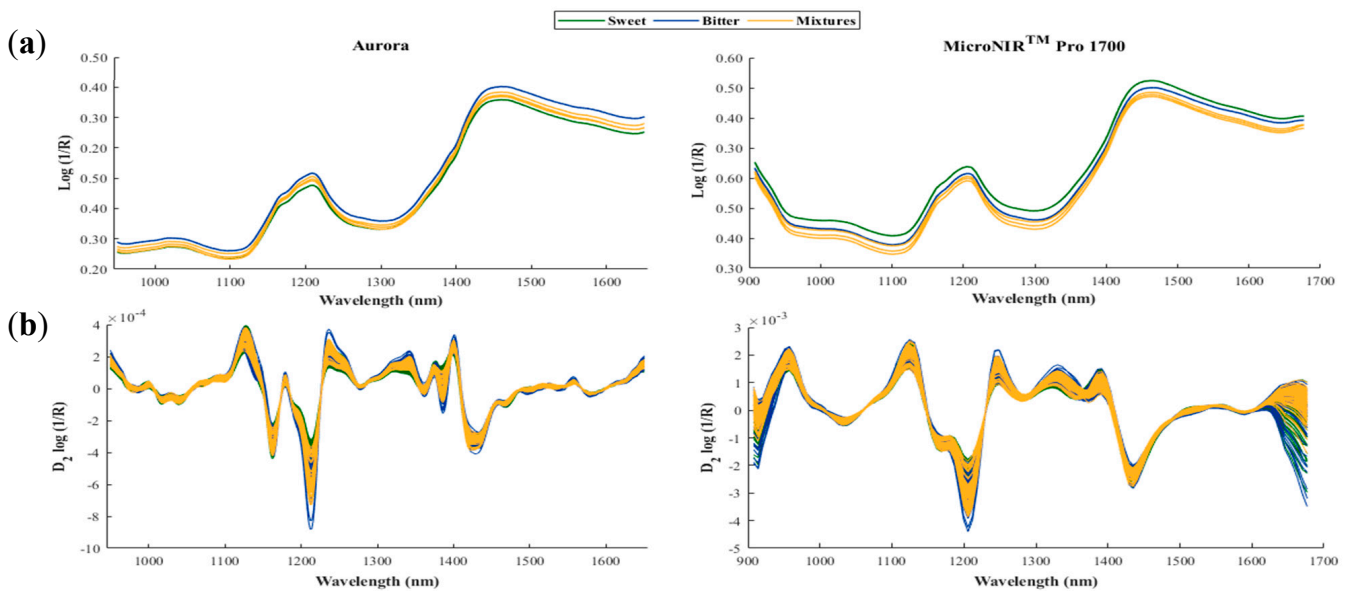 Sweet Bitter Mixtures
(a)
Aurora
MicroNIR™ Pro 1700
0.50
0.40
0.30
0.50
0.40
0.30
0.20
Log (1/R)
1000 1100 1200 1300 1400 1500 1600
Wavelength (nm)
0.60
0.50
0.40
0.60
0.50
0.40
0.30
Log (1/R)
900 1000 1100 1200 1300 1400 1500 1600 1700
Wavelength (nm)
(b)
×10⁻⁴
4
2
0
-2
-4
-6
-8
-10
D₂ log (1/R)
1000 1100 1200 1300 1400 1500 1600
Wavelength (nm)
×10⁻³
3
2
1
0
-1
-2
-3
-4
-5
D₂ log (1/R)
900 1000 1100 1200 1300 1400 1500 1600 1700
Wavelength (nm)